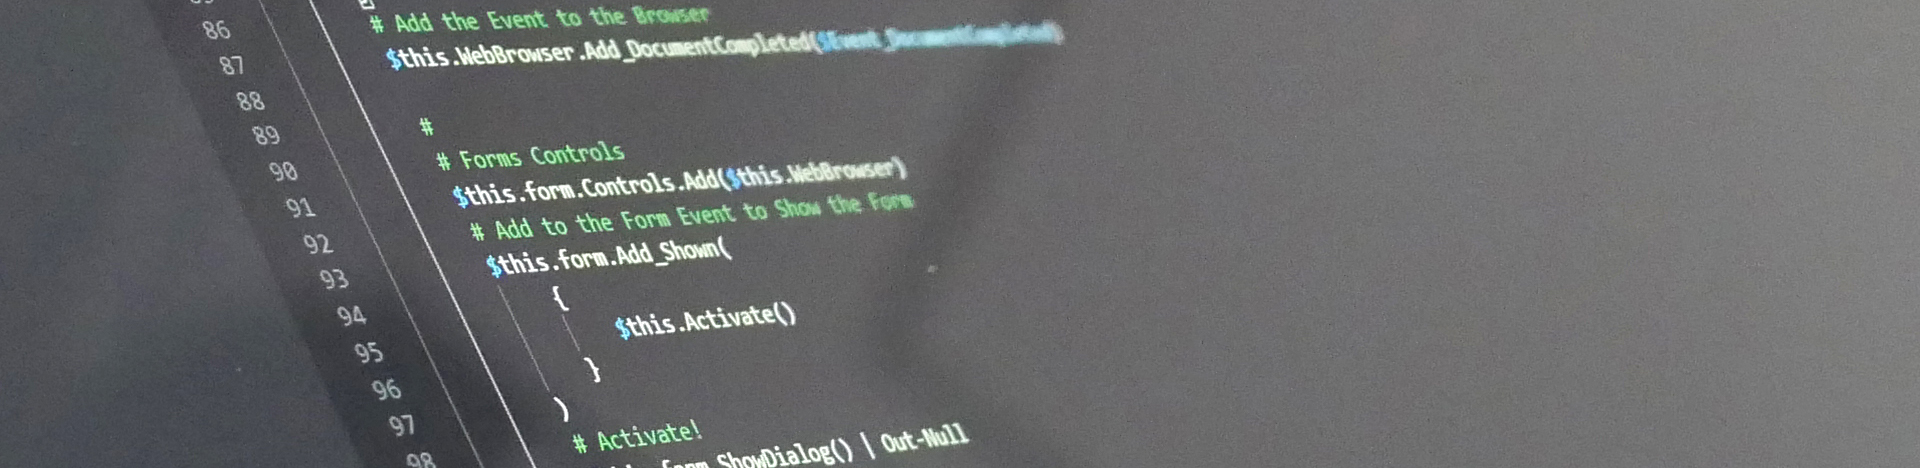 86 # Add the Event to the Browser
87 $this.WebBrowser.Add_DocumentCompleted($Event_DocumentCompleted)
88
89 #
90 # Forms Controls
91 $this.form.Controls.Add($this.WebBrowser)
92 # Add to the Form Event to Show the Form
93 $this.form.Add_Shown(
94 {
95 $this.Activate()
96 }
97 )
98 # Activate!
form.ShowDialog() | Out-Null